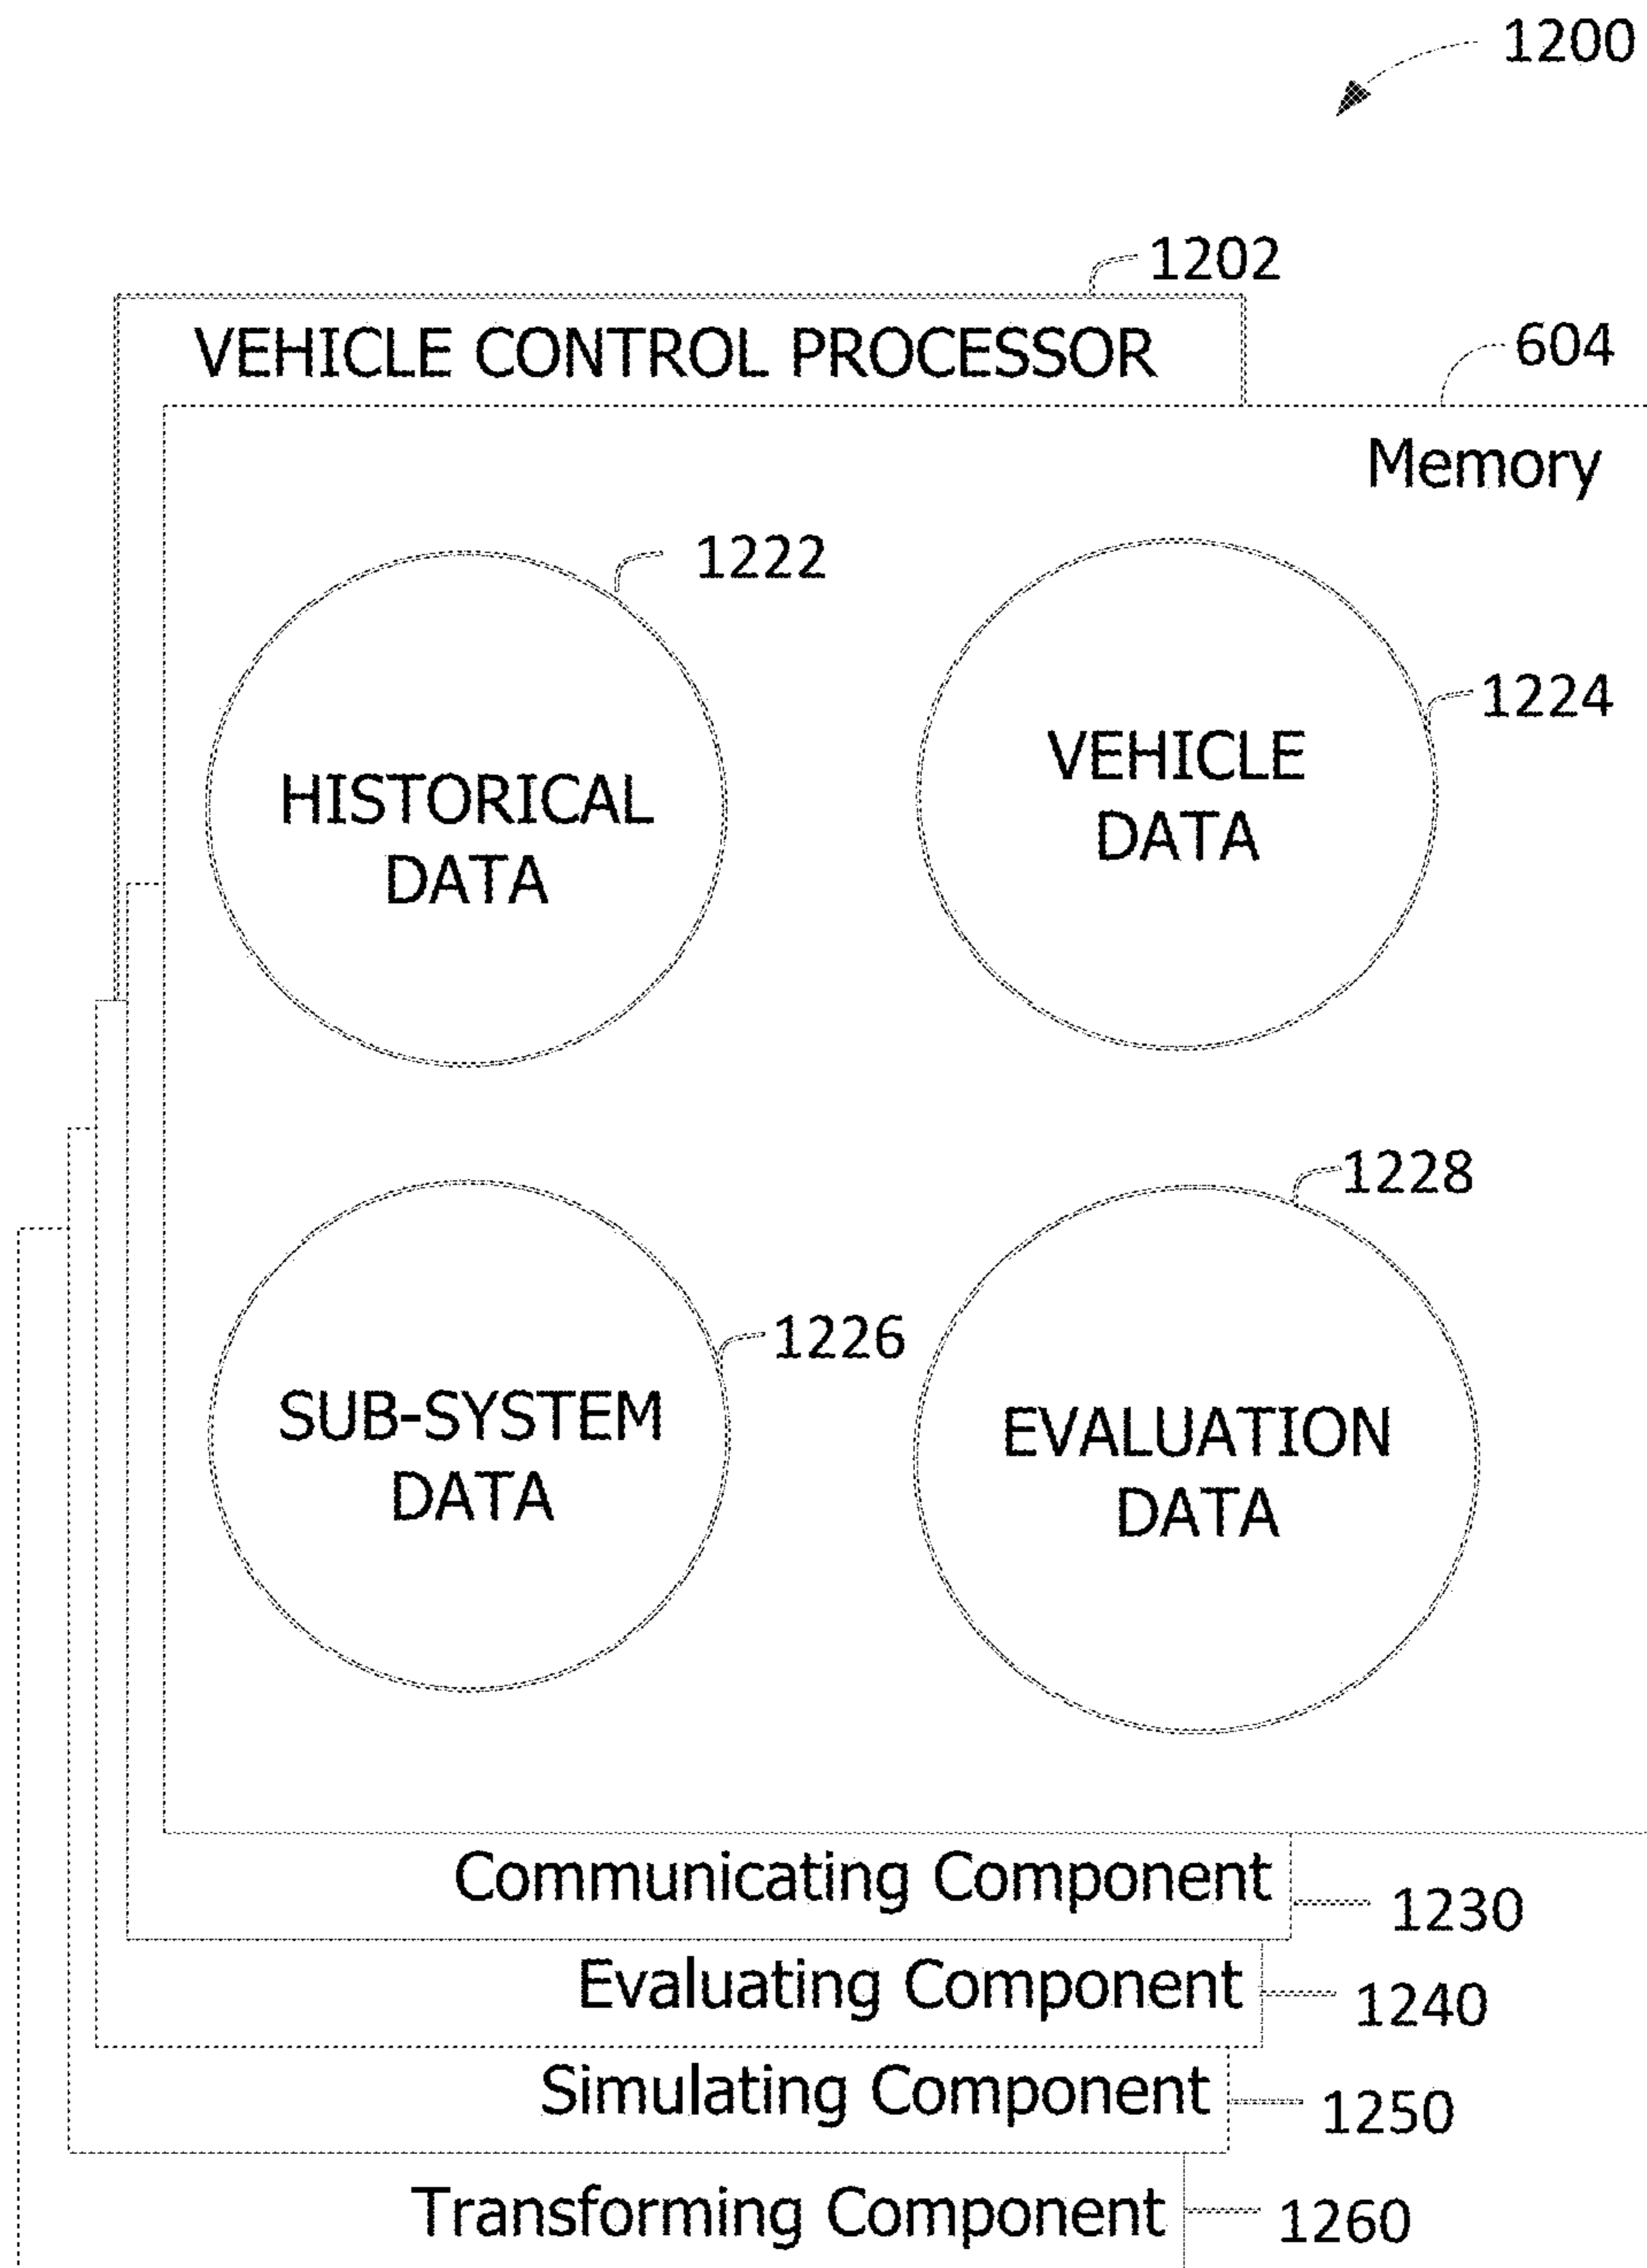 1200
1202
VEHICLE CONTROL PROCESSOR
604
Memory
1222
HISTORICAL
DATA
1224
VEHICLE
DATA
1228
1226
SUB-SYSTEM
DATA
EVALUATION
DATA
Communicating Component
1230
Evaluating Component
1240
Simulating Component
1250
Transforming Component
1260